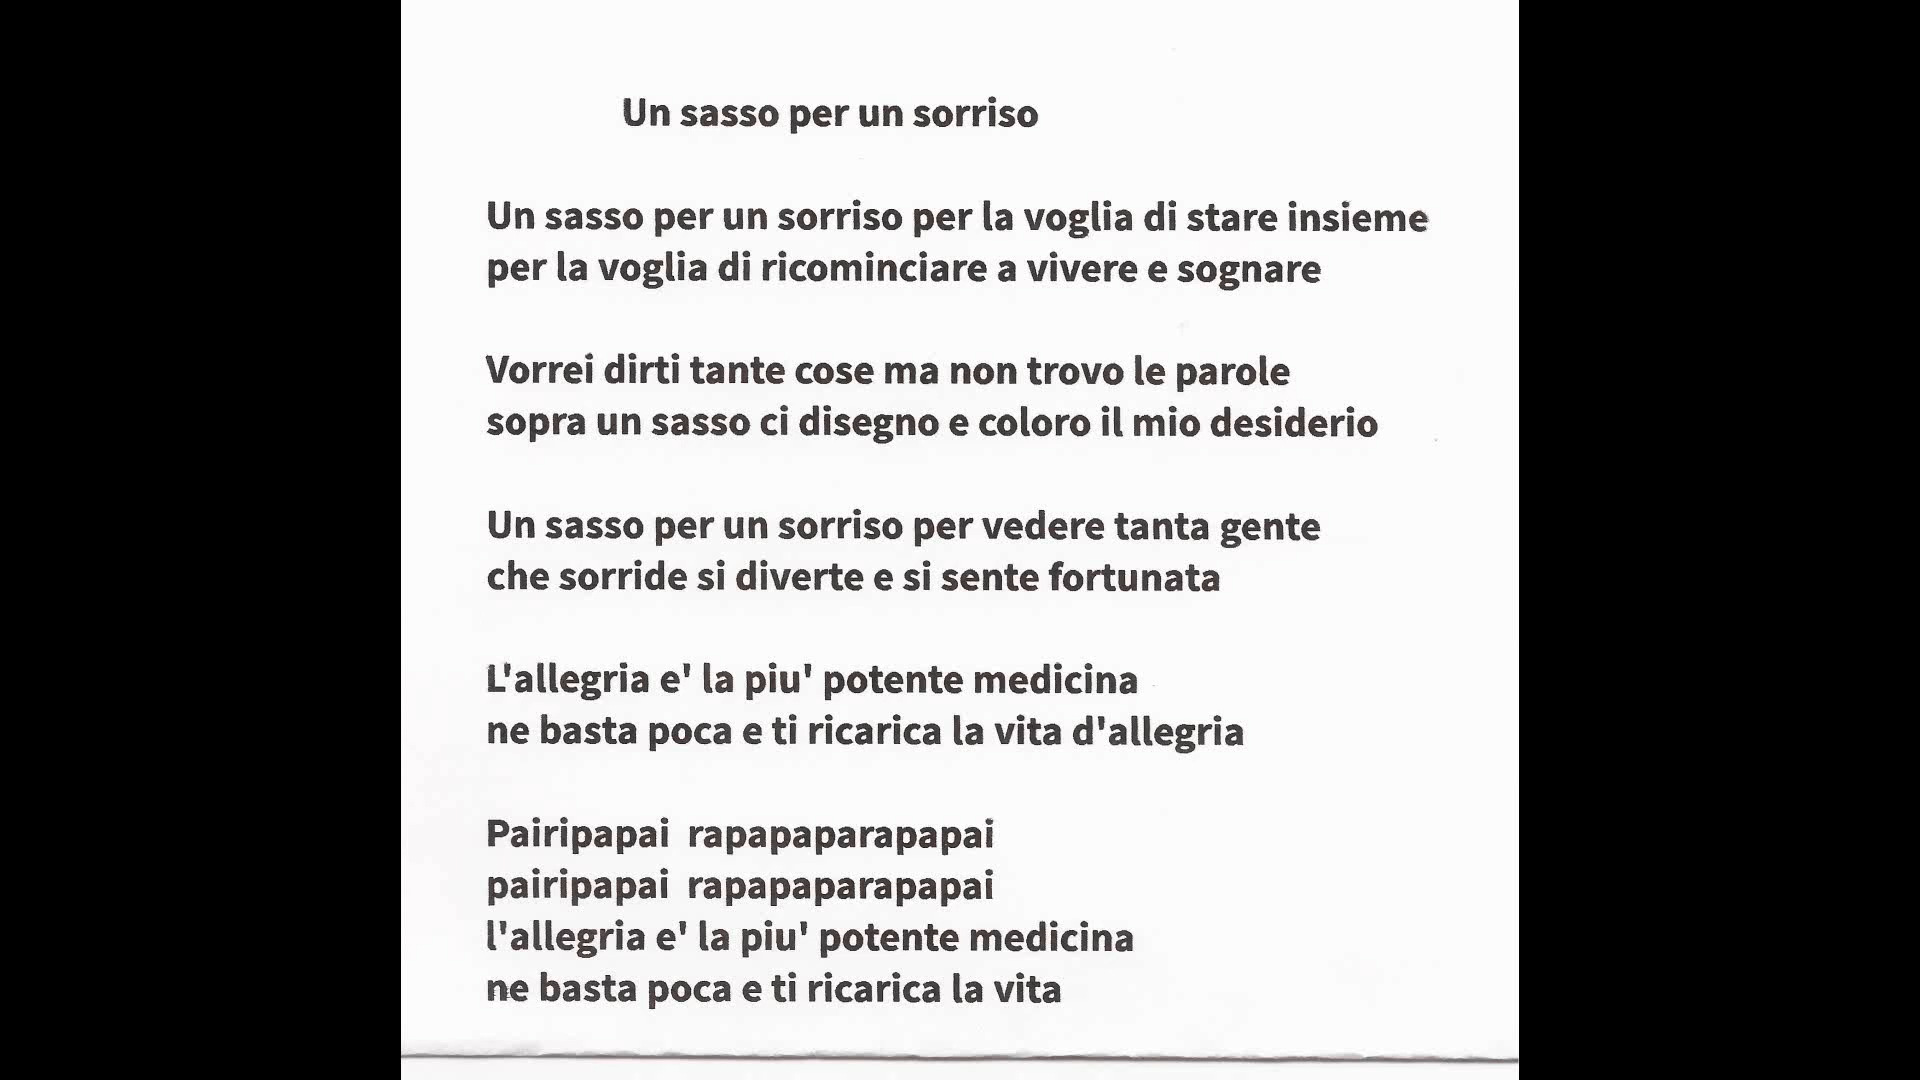 Un sasso per un sorriso
Un sasso per un sorriso per la voglia di stare insieme
per la voglia di ricominciare a vivere e sognare
Vorrei dirti tante cose ma non trovo le parole
sopra un sasso ci disegno e coloro il mio desiderio
Un sasso per un sorriso per vedere tanta gente
che sorride si diverte e si sente fortunata
L'allegria e' la piu' potente medicina
ne basta poca e ti ricarica la vita d'allegria
Pairipapai  rapapaparapapai
pairipapai  rapapaparapapai
l'allegria e' la piu' potente medicina
ne basta poca e ti ricarica la vita